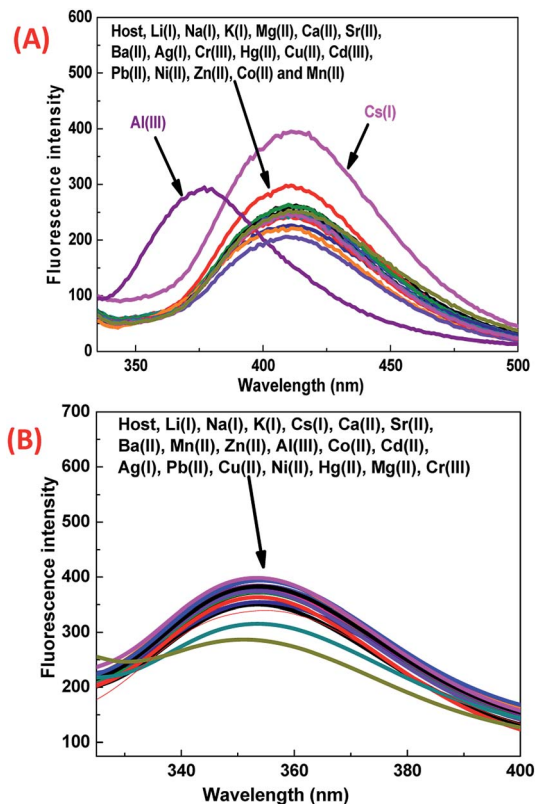 (A)
600
500
400
300
200
100
0
Fluorescence intensity
Host, Li(I), Na(I), K(I), Mg(II), Ca(II), Sr(II),
Ba(II), Ag(I), Cr(III), Hg(II), Cu(II), Cd(III),
Pb(II), Ni(II), Zn(II), Co(II) and Mn(II)
Al(III)
Cs(I)
350 400 450 500
Wavelength (nm)
(B)
700
600
500
400
300
200
100
Fluorescence intensity
Host, Li(I), Na(I), K(I), Cs(I), Ca(II), Sr(II),
Ba(II), Mn(II), Zn(II), Al(III), Co(II), Cd(II),
Ag(I), Pb(II), Cu(II), Ni(II), Hg(II), Mg(II), Cr(III)
340 360 380 400
Wavelength (nm)